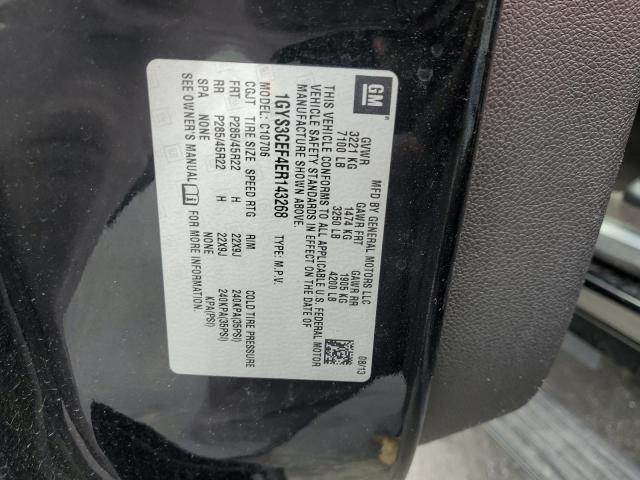 GM
MFD BY GENERAL MOTORS LLC
08/13
GVWR GAWR FRT GAWR RR
3221 KG 1474 KG 1905 KG
7100 LB 3250 LB 4200 LB
THIS VEHICLE CONFORMS TO ALL APPLICABLE U.S. FEDERAL MOTOR
VEHICLE SAFETY STANDARDS IN EFFECT ON THE DATE OF
MANUFACTURE SHOWN ABOVE.
1GYS3CEF4ER143268 TYPE: M.P.V.
MODEL: C10706
CGJT TIRE SIZE SPEED RTG RIM COLD TIRE PRESSURE
FRT P285/45R22 H 22X9J 240KPA(35PSI)
RR P285/45R22 H 22X9J 240KPA(35PSI)
SPA NONE NONE KPA(PSI)
SEE OWNER'S MANUAL FOR MORE INFORMATION.